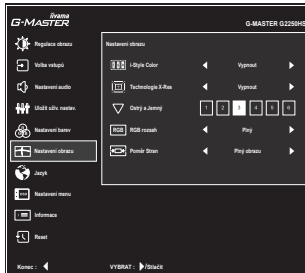 iiyama
G-MASTER
G-MASTER G2250HS
Regulace obrazu
Volba vstupů
Nastavení audio
Uložit uživ. nastav.
Nastavení barev
Nastavení obrazu
Jazyk
Nastavení menu
Informace
Reset
Nastavení obrazu
i-Style Color Vypnout
Technologie X-Res Vypnout
Ostrý a Jemný 1 2 3 4 5 6
RGB RGB rozsah Plný
Poměr Stran Plný obrazu
Konec : VYBRAT : /Stlačit